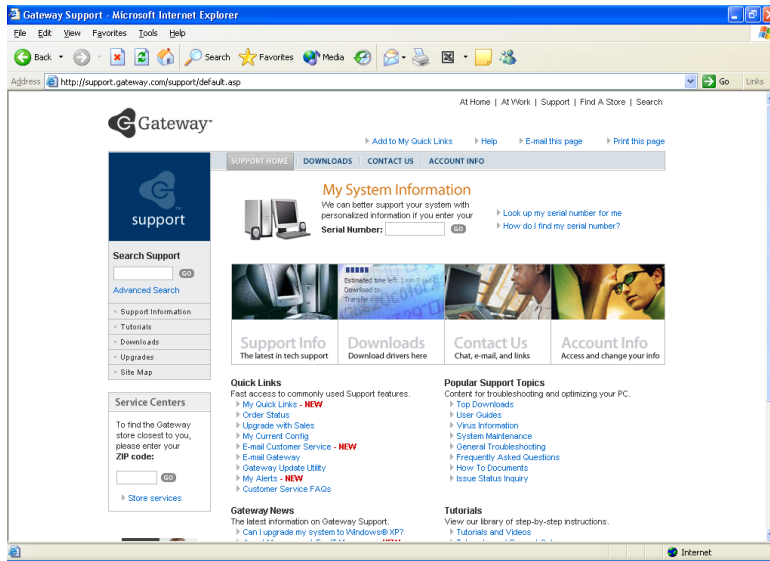 Gateway Support - Microsoft Internet Explorer
File Edit View Favorites Tools Help
Back Search Favorites Media
Address http://support.gateway.com/support/default.asp Go Links
At Home | At Work | Support | Find A Store | Search
Gateway
Add to My Quick Links Help E-mail this page Print this page
SUPPORT HOME DOWNLOADS CONTACT US ACCOUNT INFO
support
My System Information
We can better support your system with
personalized information if you enter your
Serial Number: GO
Look up my serial number for me
How do I find my serial number?
Search Support
GO
Advanced Search
Support Information
Tutorials
Downloads
Upgrades
Site Map
Estimated time left 1 min 6 sec
Download to:
Transfer
Support Info
The latest in tech support
Downloads
Download drivers here
Contact Us
Chat, e-mail, and links
Account Info
Access and change your info
Service Centers
To find the Gateway
store closest to you,
please enter your
ZIP code:
GO
Store services
Quick Links
Fast access to commonly used Support features.
My Quick Links - NEW
Order Status
Upgrade with Sales
My Current Config
E-mail Customer Service - NEW
E-mail Gateway
Gateway Update Utility
My Alerts - NEW
Customer Service FAQs
Popular Support Topics
Content for troubleshooting and optimizing your PC.
Top Downloads
User Guides
Virus Information
System Maintenance
General Troubleshooting
Frequently Asked Questions
How To Documents
Issue Status Inquiry
Gateway News
The latest information on Gateway Support.
Can I upgrade my system to Windows® XP?
Tutorials
View our library of step-by-step instructions.
Tutorials and Videos
Internet